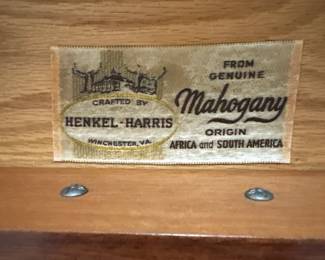 CRAFTED BY
HENKEL-HARRIS
WINCHESTER, VA.
FROM
GENUINE
Mahogany
ORIGIN
AFRICA and SOUTH AMERICA